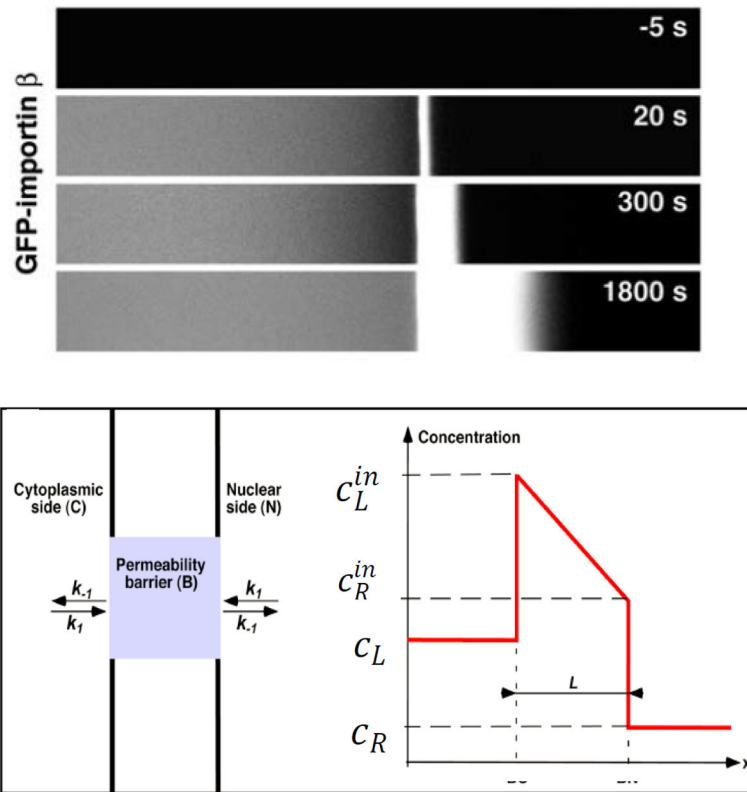 GFP-importin β
-5 s
20 s
300 s
1800 s
Cytoplasmic
side (C)
Nuclear
side (N)
Permeability
barrier (B)
k₋₁
k₁
k₁
k₋₁
Concentration
c_L^{in}
c_R^{in}
c_L
c_R
L
x